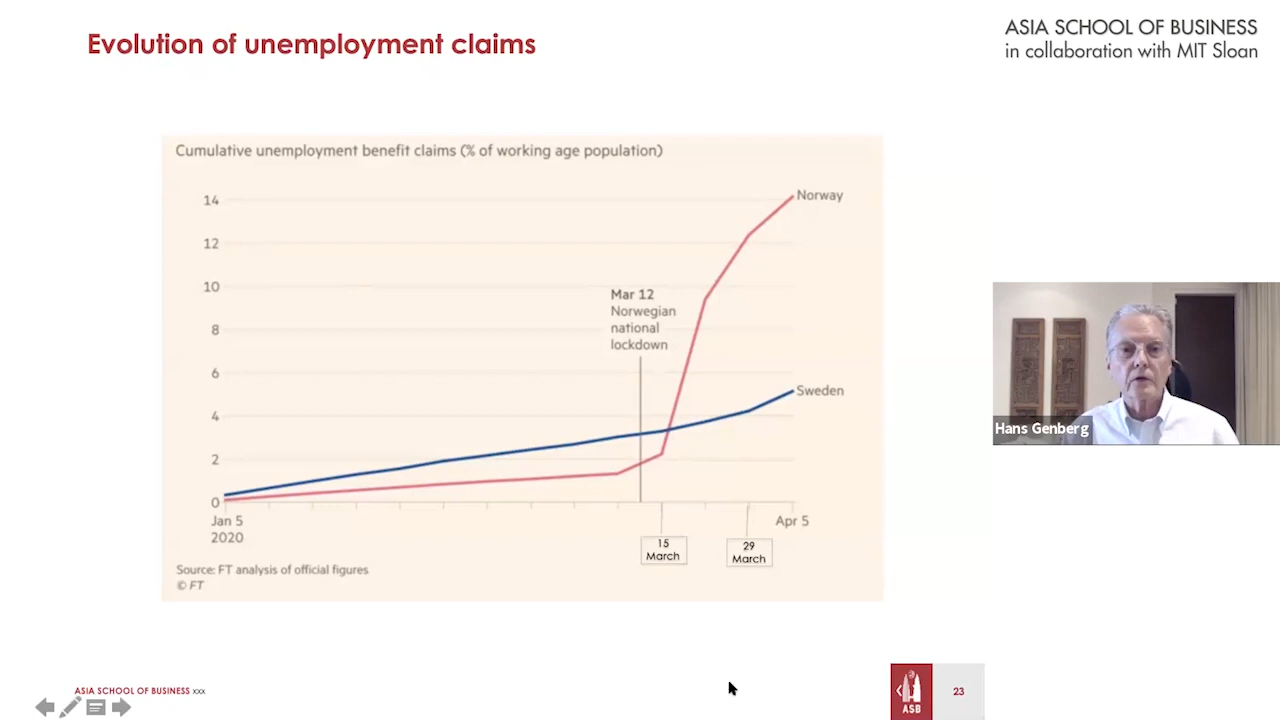 Evolution of unemployment claims
ASIA SCHOOL OF BUSINESS
in collaboration with MIT Sloan
Cumulative unemployment benefit claims (% of working age population)
14
12
10
8
6
4
2
0
Norway
Mar 12
Norwegian
national
lockdown
Sweden
Jan 5
2020
Apr 5
15
March
29
March
Source: FT analysis of official figures
© FT
Hans Genberg
ASIA SCHOOL OF BUSINESS xxx
ASB
23